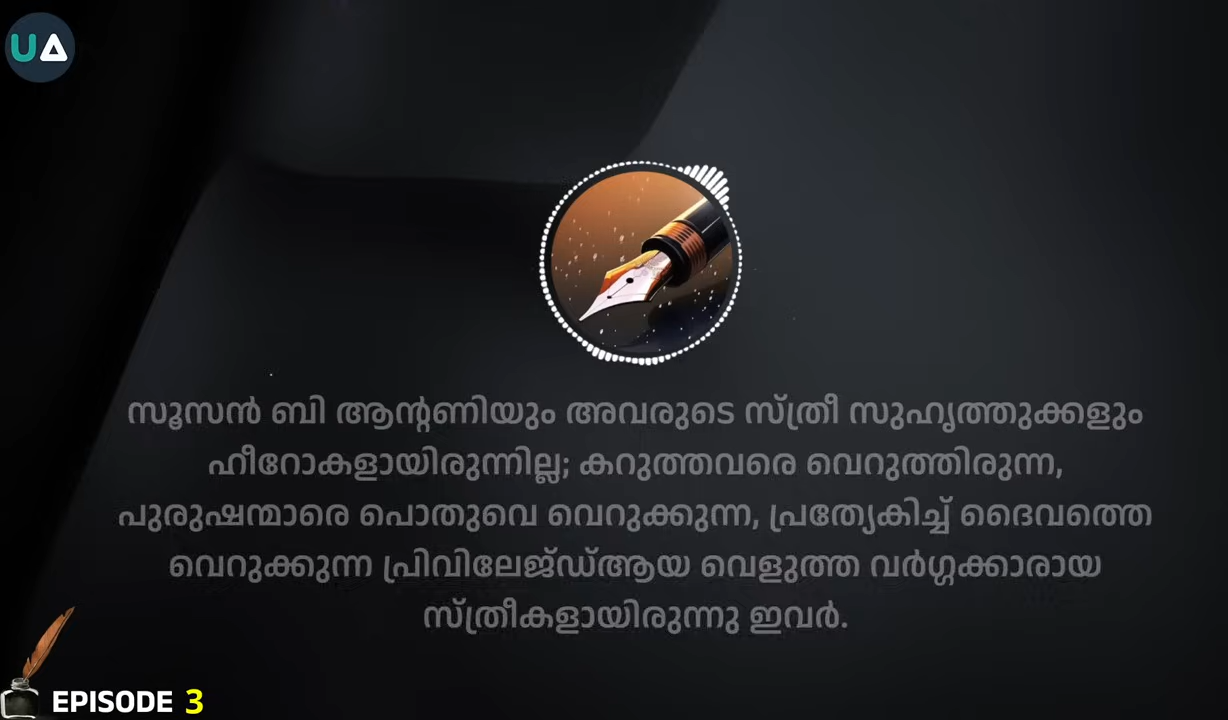 UA
സൂസൻ ബി ആന്റണിയും അവരുടെ സ്ത്രീ സുഹൃത്തുക്കളും
ഹീറോകളായിരുന്നില്ല; കറുത്തവരെ വെറുത്തിരുന്ന,
പുരുഷന്മാരെ പൊതുവെ വെറുക്കുന്ന, പ്രത്യേകിച്ച് ദൈവത്തെ
വെറുക്കുന്ന പ്രിവിലേജ്ഡ്ആയ വെളുത്ത വർഗ്ഗക്കാരായ
സ്ത്രീകളായിരുന്നു ഇവർ.
EPISODE 3